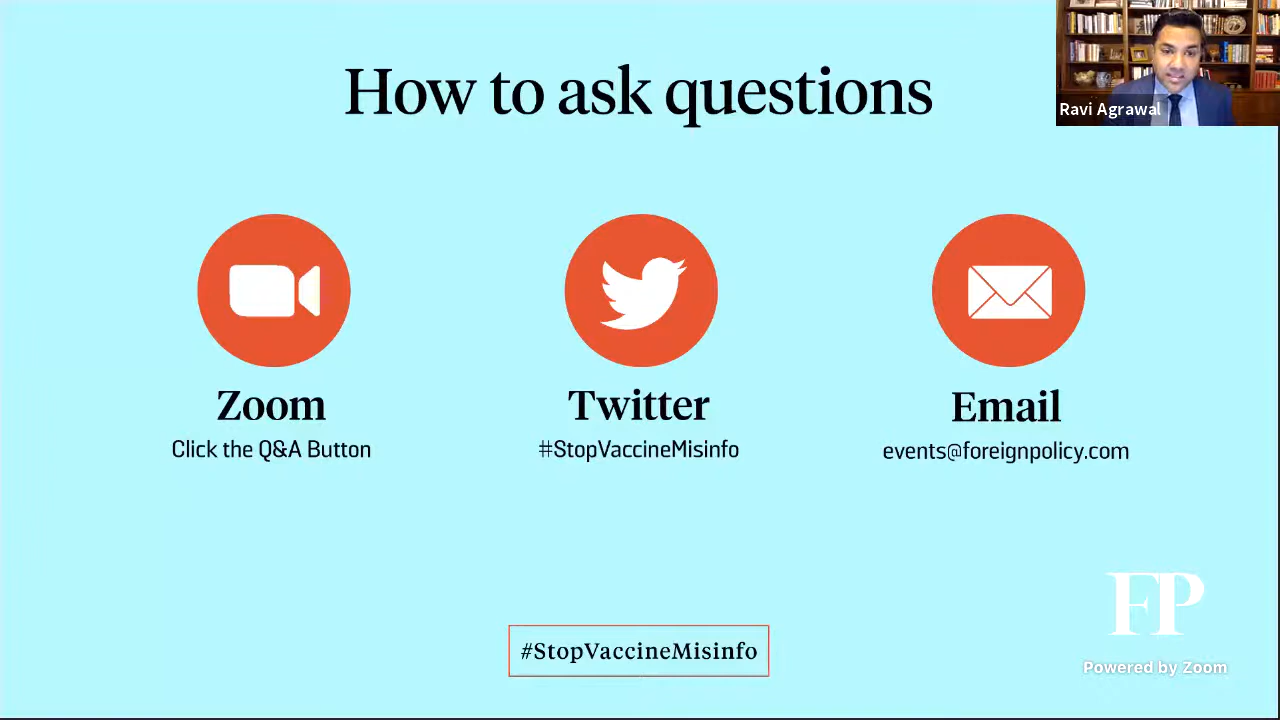 How to ask questions
Ravi Agrawal
Zoom
Click the Q&A Button
Twitter
#StopVaccineMisinfo
Email
events@foreignpolicy.com
#StopVaccineMisinfo
FP
Powered by Zoom